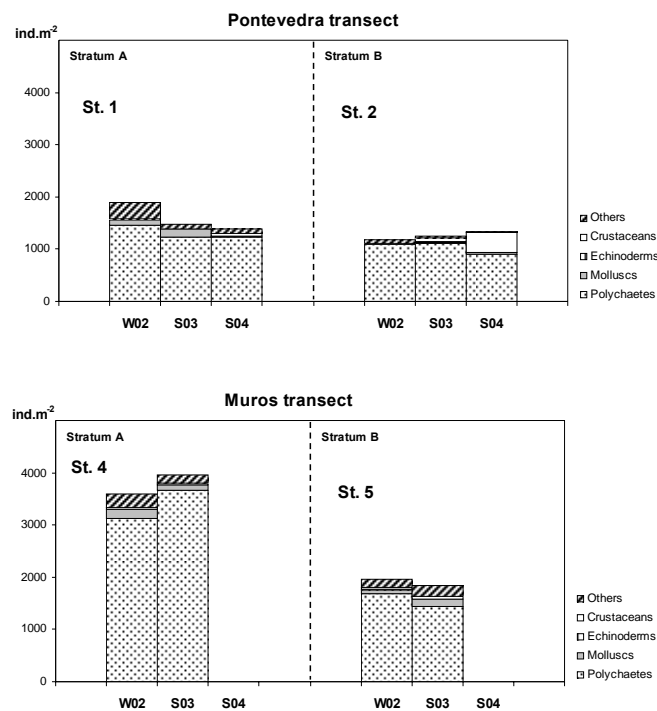 Pontevedra transect
ind.m-2
Stratum A
Stratum B
4000
St. 1
St. 2
3000
2000
Others
Crustaceans
1000
Echinoderms
Molluscs
Polychaetes
0
W02 S03 S04 W02 S03 S04
Muros transect
ind.m-2
Stratum A
Stratum B
St. 4
St. 5
4000
3000
2000
Others
Crustaceans
1000
Echinoderms
Molluscs
Polychaetes
0
W02 S03 S04 W02 S03 S04